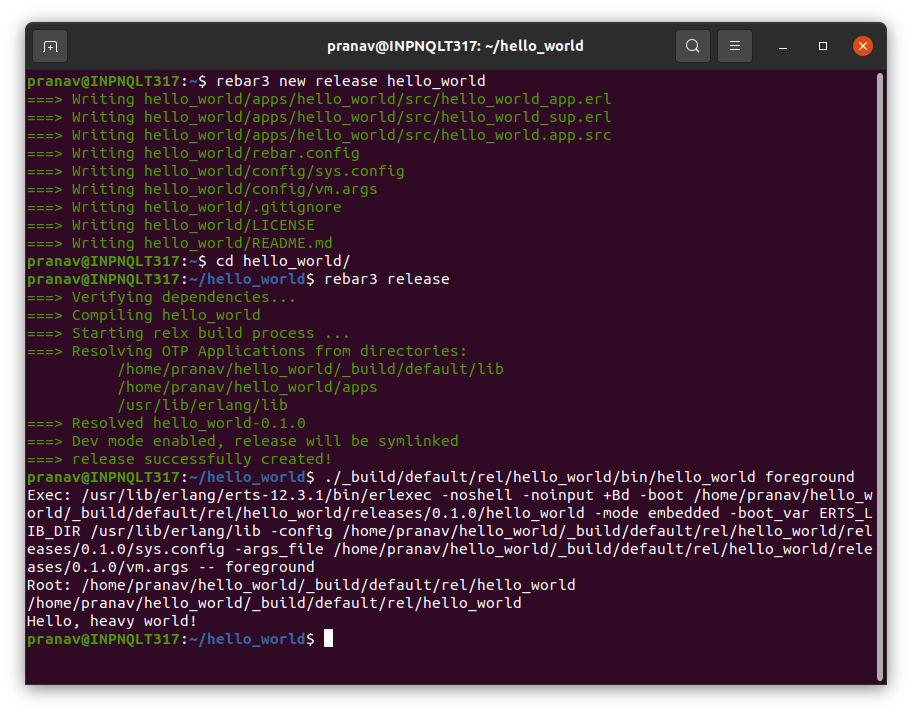 pranav@INPNQLT317: ~/hello_world
pranav@INPNQLT317:~$ rebar3 new release hello_world
===> Writing hello_world/apps/hello_world/src/hello_world_app.erl
===> Writing hello_world/apps/hello_world/src/hello_world_sup.erl
===> Writing hello_world/apps/hello_world/src/hello_world.app.src
===> Writing hello_world/rebar.config
===> Writing hello_world/config/sys.config
===> Writing hello_world/config/vm.args
===> Writing hello_world/.gitignore
===> Writing hello_world/LICENSE
===> Writing hello_world/README.md
pranav@INPNQLT317:~$ cd hello_world/
pranav@INPNQLT317:~/hello_world$ rebar3 release
===> Verifying dependencies...
===> Compiling hello_world
===> Starting relx build process ...
===> Resolving OTP Applications from directories:
          /home/pranav/hello_world/_build/default/lib
          /home/pranav/hello_world/apps
          /usr/lib/erlang/lib
===> Resolved hello_world-0.1.0
===> Dev mode enabled, release will be symlinked
===> release successfully created!
pranav@INPNQLT317:~/hello_world$ ./_build/default/rel/hello_world/bin/hello_world foreground
Exec: /usr/lib/erlang/erts-12.3.1/bin/erlexec -noshell -noinput +Bd -boot /home/pranav/hello_w
orld/_build/default/rel/hello_world/releases/0.1.0/hello_world -mode embedded -boot_var ERTS_L
IB_DIR /usr/lib/erlang/lib -config /home/pranav/hello_world/_build/default/rel/hello_world/rel
eases/0.1.0/sys.config -args_file /home/pranav/hello_world/_build/default/rel/hello_world/rele
ases/0.1.0/vm.args -- foreground
Root: /home/pranav/hello_world/_build/default/rel/hello_world
/home/pranav/hello_world/_build/default/rel/hello_world
Hello, heavy world!
pranav@INPNQLT317:~/hello_world$